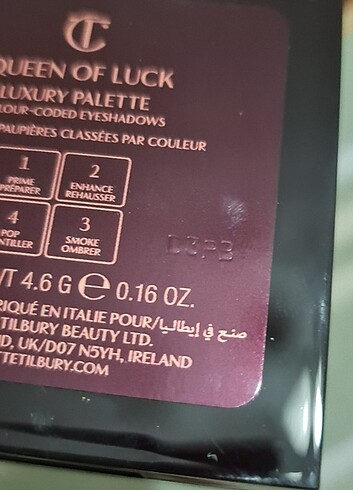 QUEEN OF LUCK
LUXURY PALETTE
LOUR-CODED EYESHADOWS
PAUPIÈRES CLASSÉES PAR COULEUR
1
PRIME
PRÉPARER
2
ENHANCE
REHAUSSER
4
POP
NTILLER
3
SMOKE
OMBRER
WT 4.6 G e 0.16 OZ.
RIQUÉ EN ITALIE POUR/صنع في إيطاليا/
TILBURY BEAUTY LTD.
D, UK/D07 N5YH, IRELAND
TETILBURY.COM